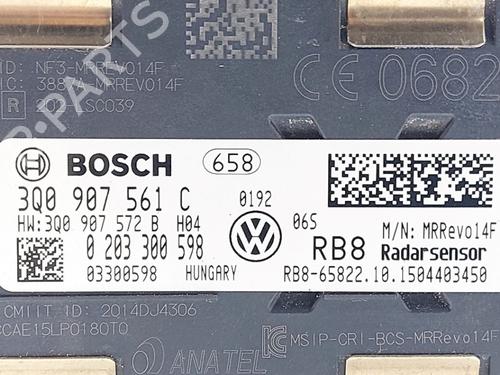 ID: NF3-MRREVO14F
IC: 3887A-MRREVO14F
CE 0682
R
BOSCH 658
3Q0 907 561 C 0192
HW:3Q0 907 572 B H04 06S M/N: MRRevo14F
0 203 300 598 RB8 Radarsensor
03300598 HUNGARY RB8-65822.10.1504403450
CMIIT ID: 2014DJ4306
CCAE15LP0180T0
ANATEL MSIP-CRI-BCS-MRRevo14F